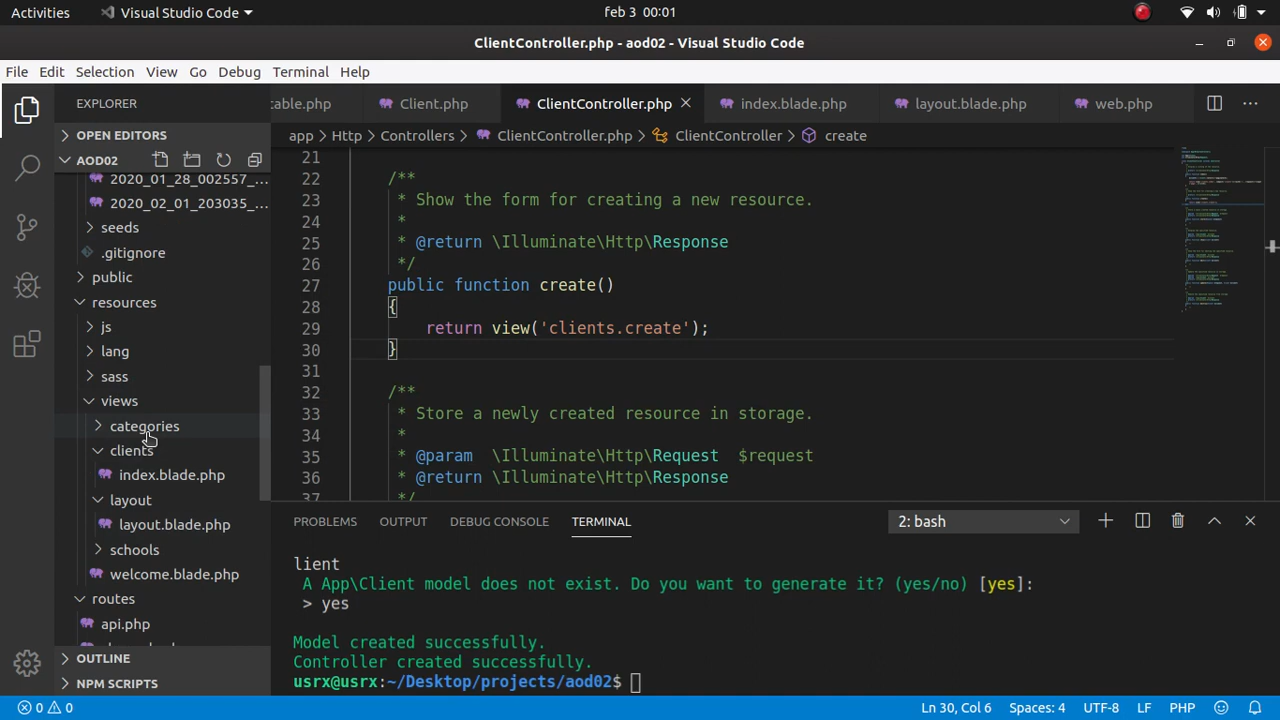 Activities
Visual Studio Code
feb 3 00:01
ClientController.php - aod02 - Visual Studio Code
File Edit Selection View Go Debug Terminal Help
EXPLORER
OPEN EDITORS
AOD02
2020_01_28_002557_...
2020_02_01_203035_...
seeds
.gitignore
public
resources
js
lang
sass
views
categories
clients
index.blade.php
layout
layout.blade.php
schools
welcome.blade.php
routes
api.php
OUTLINE
NPM SCRIPTS
table.php Client.php ClientController.php index.blade.php layout.blade.php web.php
app > Http > Controllers > ClientController.php > ClientController > create
21
22 /**
23 * Show the form for creating a new resource.
24 *
25 * @return \Illuminate\Http\Response
26 */
27 public function create()
28 {
29 return view('clients.create');
30 }
31
32 /**
33 * Store a newly created resource in storage.
34 *
35 * @param \Illuminate\Http\Request $request
36 * @return \Illuminate\Http\Response
37 */
PROBLEMS OUTPUT DEBUG CONSOLE TERMINAL 2: bash
lient
A App\Client model does not exist. Do you want to generate it? (yes/no) [yes]:
> yes
Model created successfully.
Controller created successfully.
usrx@usrx:~/Desktop/projects/aod02$
0 0 Ln 30, Col 6 Spaces: 4 UTF-8 LF PHP